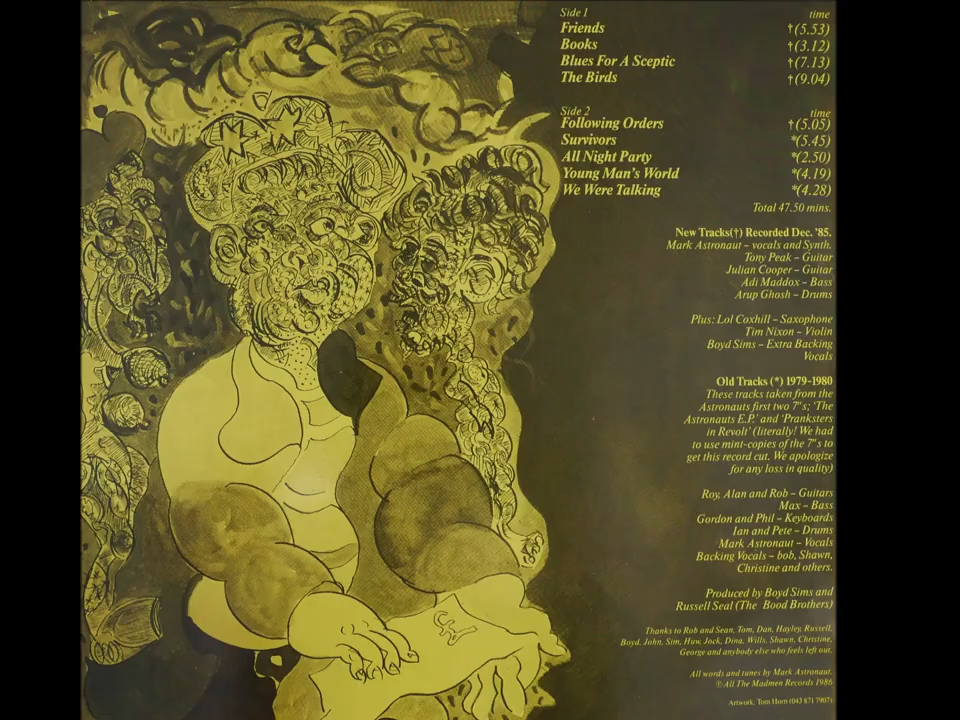 Side 1 time
Friends †(5.53)
Books †(3.12)
Blues For A Sceptic †(7.13)
The Birds †(9.04)
Side 2 time
Following Orders †(5.05)
Survivors *(5.45)
All Night Party *(2.50)
Young Man's World *(4.19)
We Were Talking *(4.28)
Total 47.50 mins.
New Tracks(†) Recorded Dec. '85.
Mark Astronaut – vocals and Synth.
Tony Peak – Guitar
Julian Cooper – Guitar
Adi Maddox – Bass
Arup Ghosh – Drums
Plus: Lol Coxhill – Saxophone
Tim Nixon – Violin
Boyd Sims – Extra Backing
Vocals
Old Tracks (*) 1979-1980
These tracks taken from the
Astronauts first two 7"s; 'The
Astronauts E.P.' and 'Pranksters
in Revolt' (literally! We had
to use mint-copies of the 7"s to
get this record cut. We apologize
for any loss in quality)
Roy, Alan and Rob – Guitars
Max – Bass
Gordon and Phil – Keyboards
Ian and Pete – Drums
Mark Astronaut – Vocals
Backing Vocals – bob, Shawn,
Christine and others.
Produced by Boyd Sims and
Russell Seal (The Bood Brothers)
Thanks to Rob and Sean, Tom, Dan, Hayley, Russell,
Boyd. John, Sim, Huw, Jock, Dina, Wills, Shawn, Christine,
George and anybody else who feels left out.
All words and tunes by Mark Astronaut.
©All The Madmen Records 1986
Artwork: Tom Horn (043 871 7907)